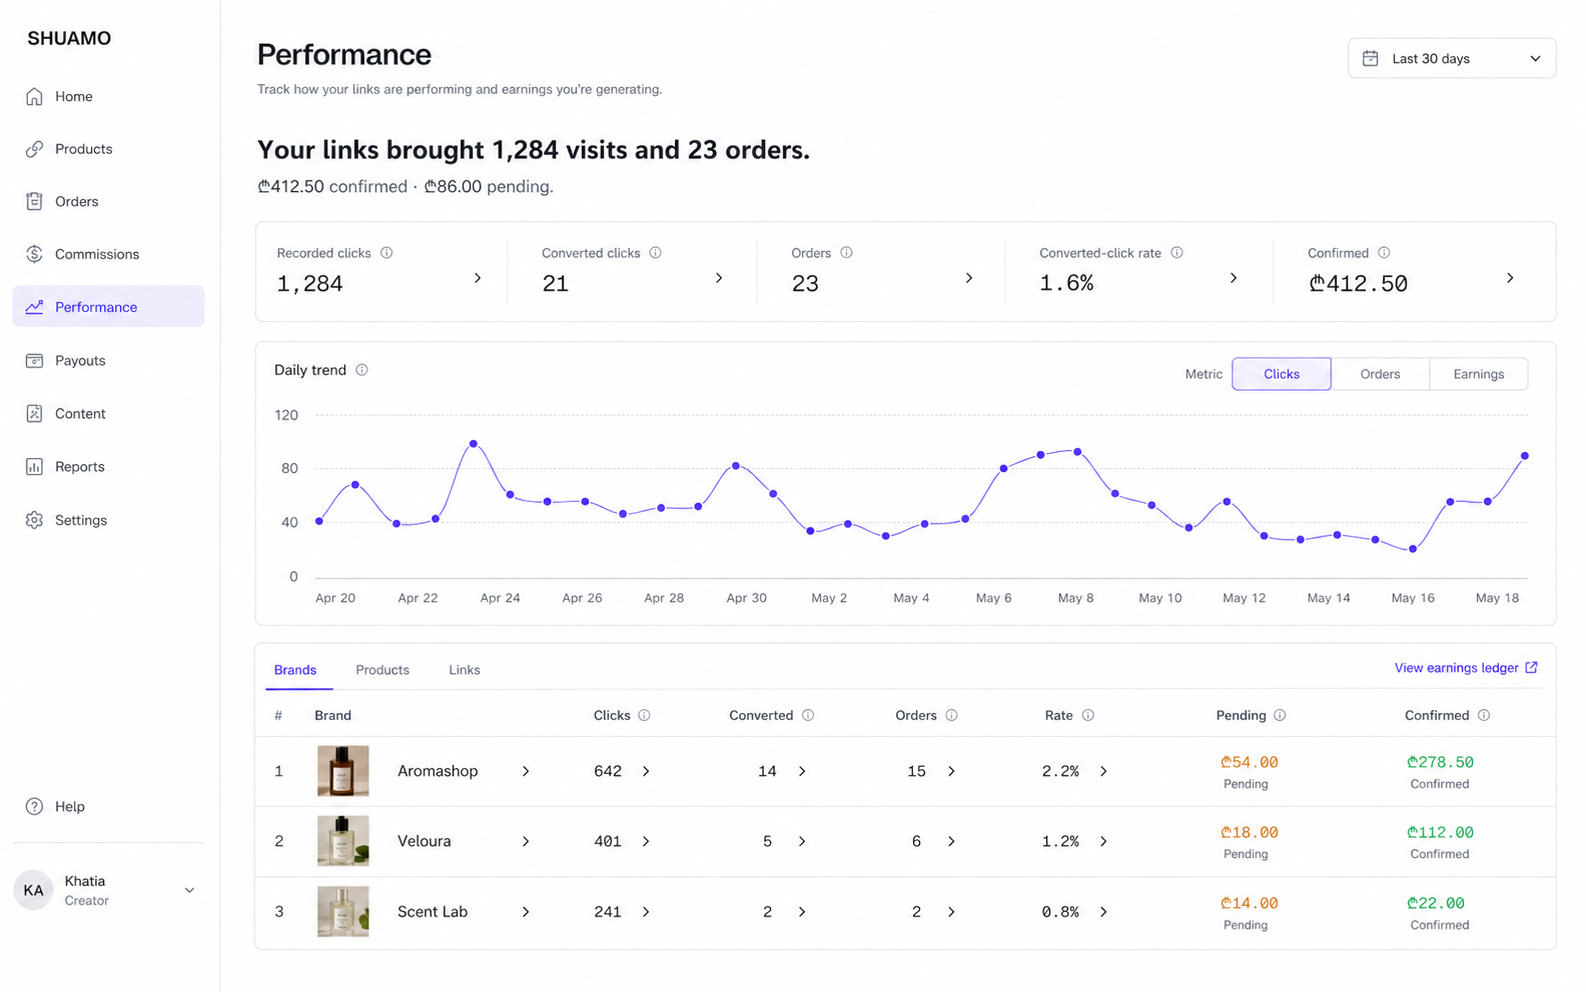 SHUAMO
Home
Products
Orders
Commissions
Performance
Payouts
Content
Reports
Settings
Help
KA
Khatia
Creator
Performance
Track how your links are performing and earnings you're generating.
Last 30 days
Your links brought 1,284 visits and 23 orders.
₾412.50 confirmed · ₾86.00 pending.
Recorded clicks
1,284
Converted clicks
21
Orders
23
Converted-click rate
1.6%
Confirmed
₾412.50
Daily trend
Metric Clicks Orders Earnings
120
80
40
0
Apr 20 Apr 22 Apr 24 Apr 26 Apr 28 Apr 30 May 2 May 4 May 6 May 8 May 10 May 12 May 14 May 16 May 18
Brands Products Links
View earnings ledger
# Brand Clicks Converted Orders Rate Pending Confirmed
1 Aromashop 642 14 15 2.2% ₾54.00 ₾278.50
Pending Confirmed
2 Veloura 401 5 6 1.2% ₾18.00 ₾112.00
Pending Confirmed
3 Scent Lab 241 2 2 0.8% ₾14.00 ₾22.00
Pending Confirmed